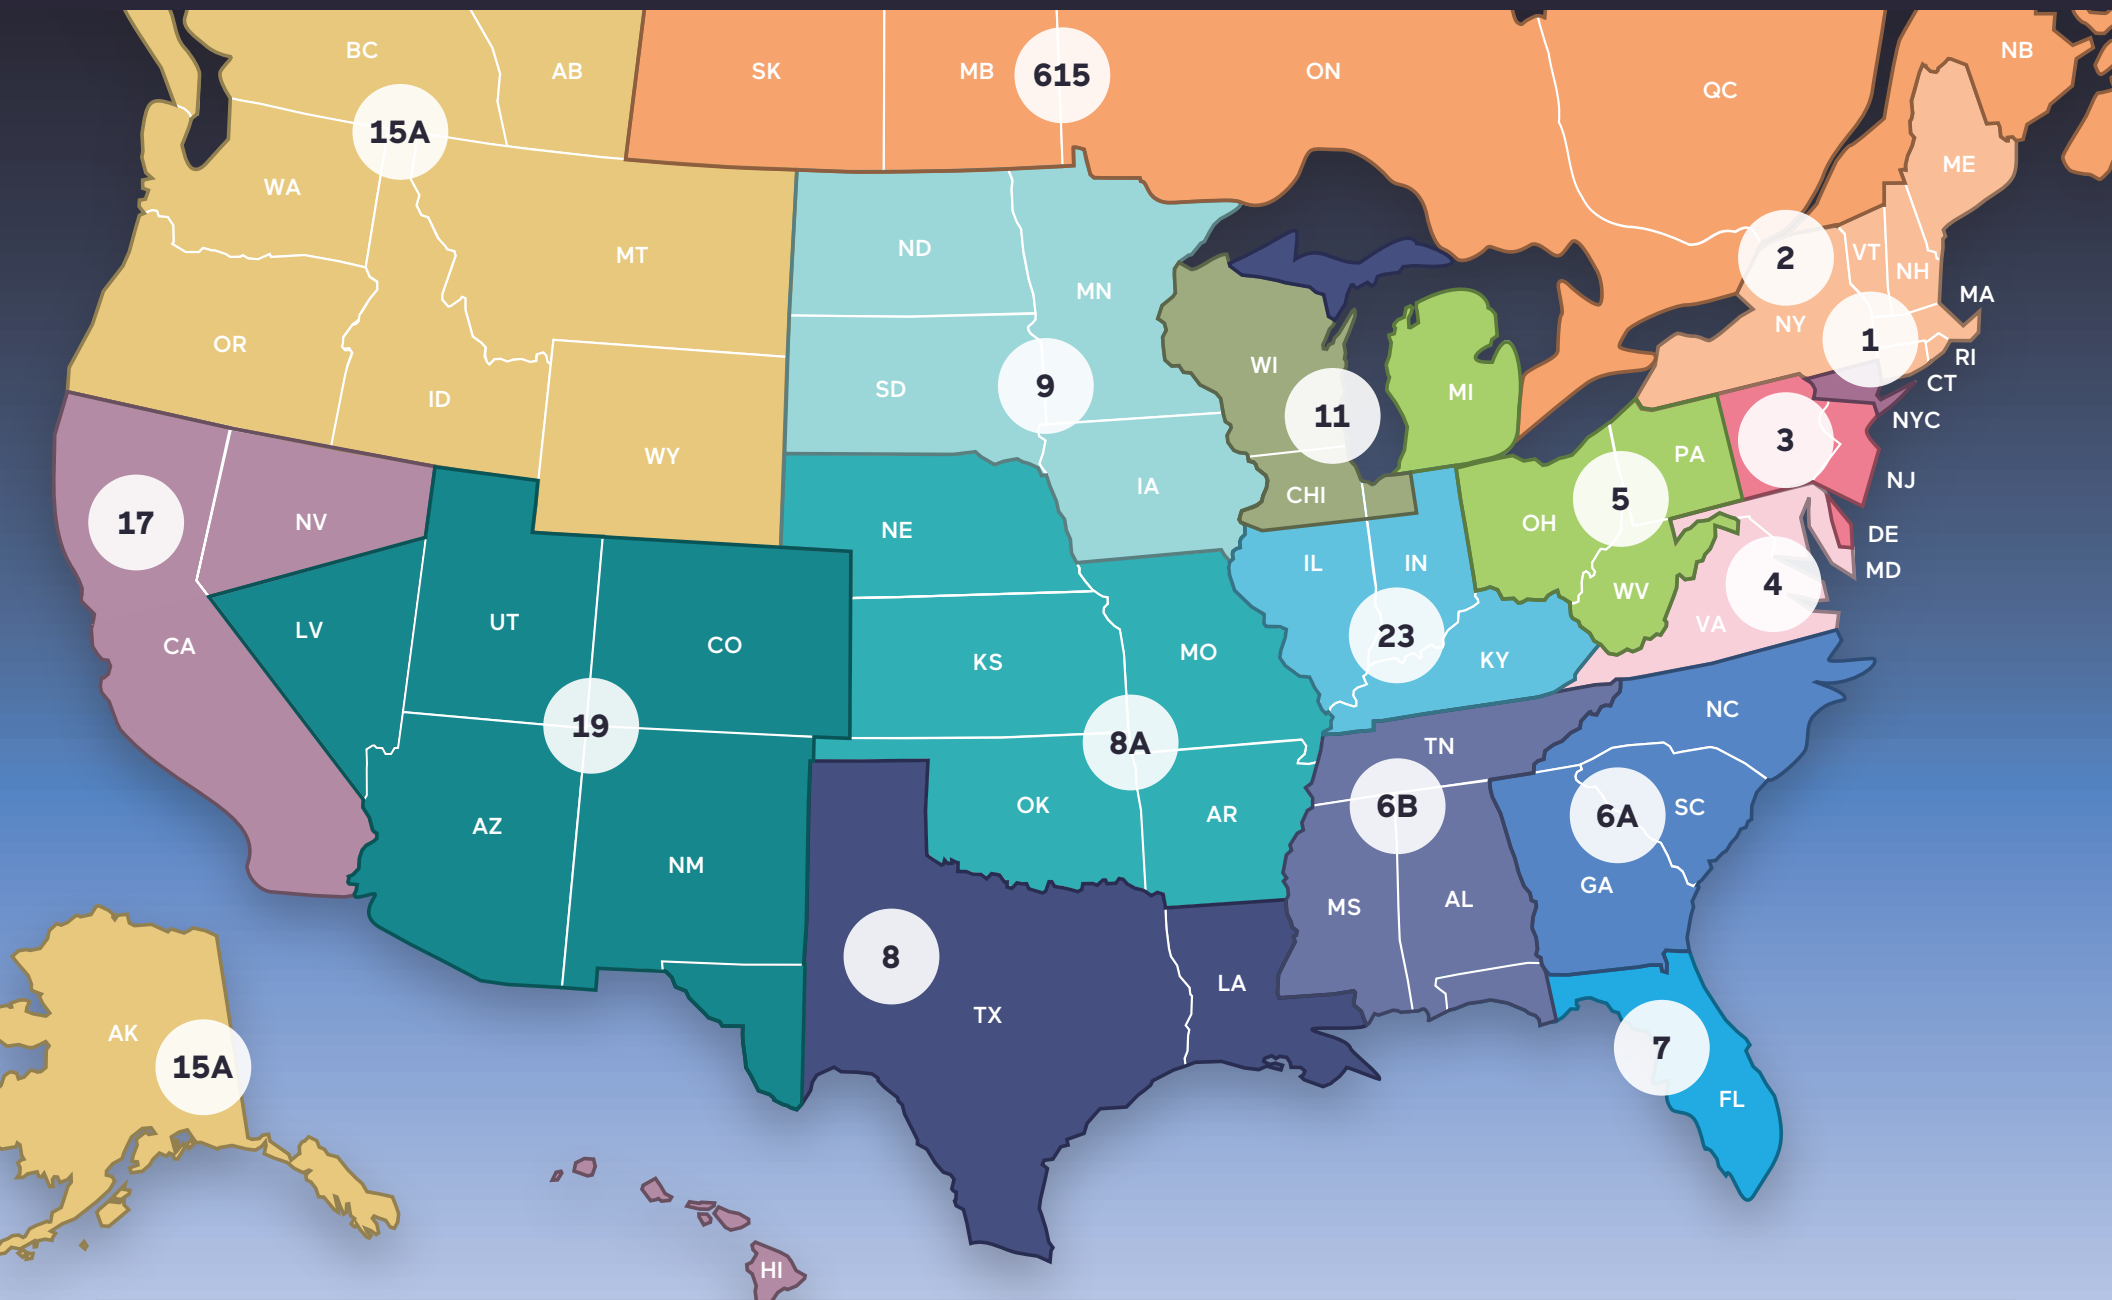 BC
AB
SK
MB
615
ON
QC
NB
15A
WA
ME
MT
ND
MN
2
VT
NH
MA
OR
ID
SD
9
WI
11
MI
NY
1
RI
CT
NYC
WY
IA
CHI
3
NJ
17
NV
NE
IL
IN
OH
5
PA
DE
MD
4
WV
VA
CA
LV
UT
CO
KS
MO
23
KY
NC
19
8A
TN
6B
6A
SC
OK
AR
AZ
NM
MS
AL
GA
8
LA
TX
7
FL
AK
15A
HI